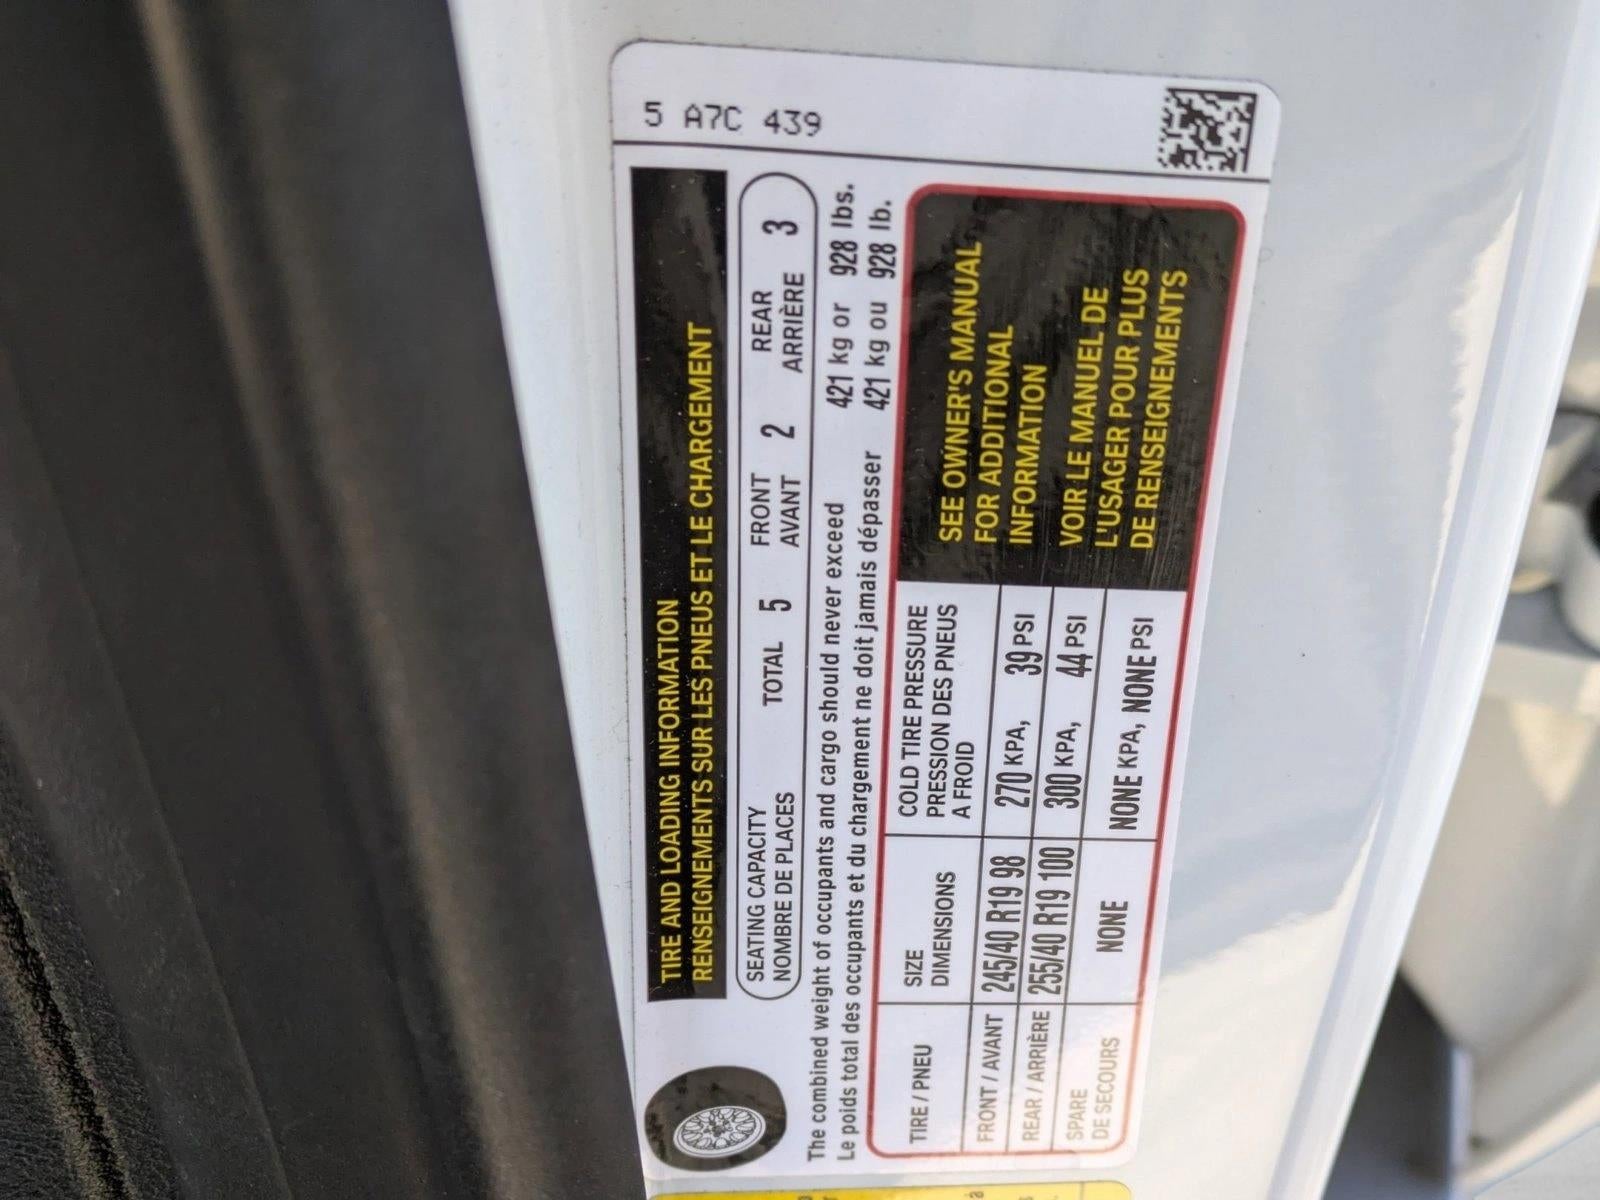 5 A7C 439
TIRE AND LOADING INFORMATION
RENSEIGNEMENTS SUR LES PNEUS ET LE CHARGEMENT
SEATING CAPACITY
NOMBRE DE PLACES
TOTAL 5
FRONT
AVANT 2
REAR
ARRIÈRE 3
The combined weight of occupants and cargo should never exceed 421 kg or 928 lbs.
Le poids total des occupants et du chargement ne doit jamais dépasser 421 kg ou 928 lb.
TIRE / PNEU
SIZE
DIMENSIONS
COLD TIRE PRESSURE
PRESSION DES PNEUS
A FROID
FRONT / AVANT 245/40 R19 98 270 KPA, 39 PSI
REAR / ARRIÈRE 255/40 R19 100 300 KPA, 44 PSI
SPARE
DE SECOURS
NONE NONE KPA, NONE PSI
SEE OWNER'S MANUAL
FOR ADDITIONAL
INFORMATION
VOIR LE MANUEL DE
L'USAGER POUR PLUS
DE RENSEIGNEMENTS